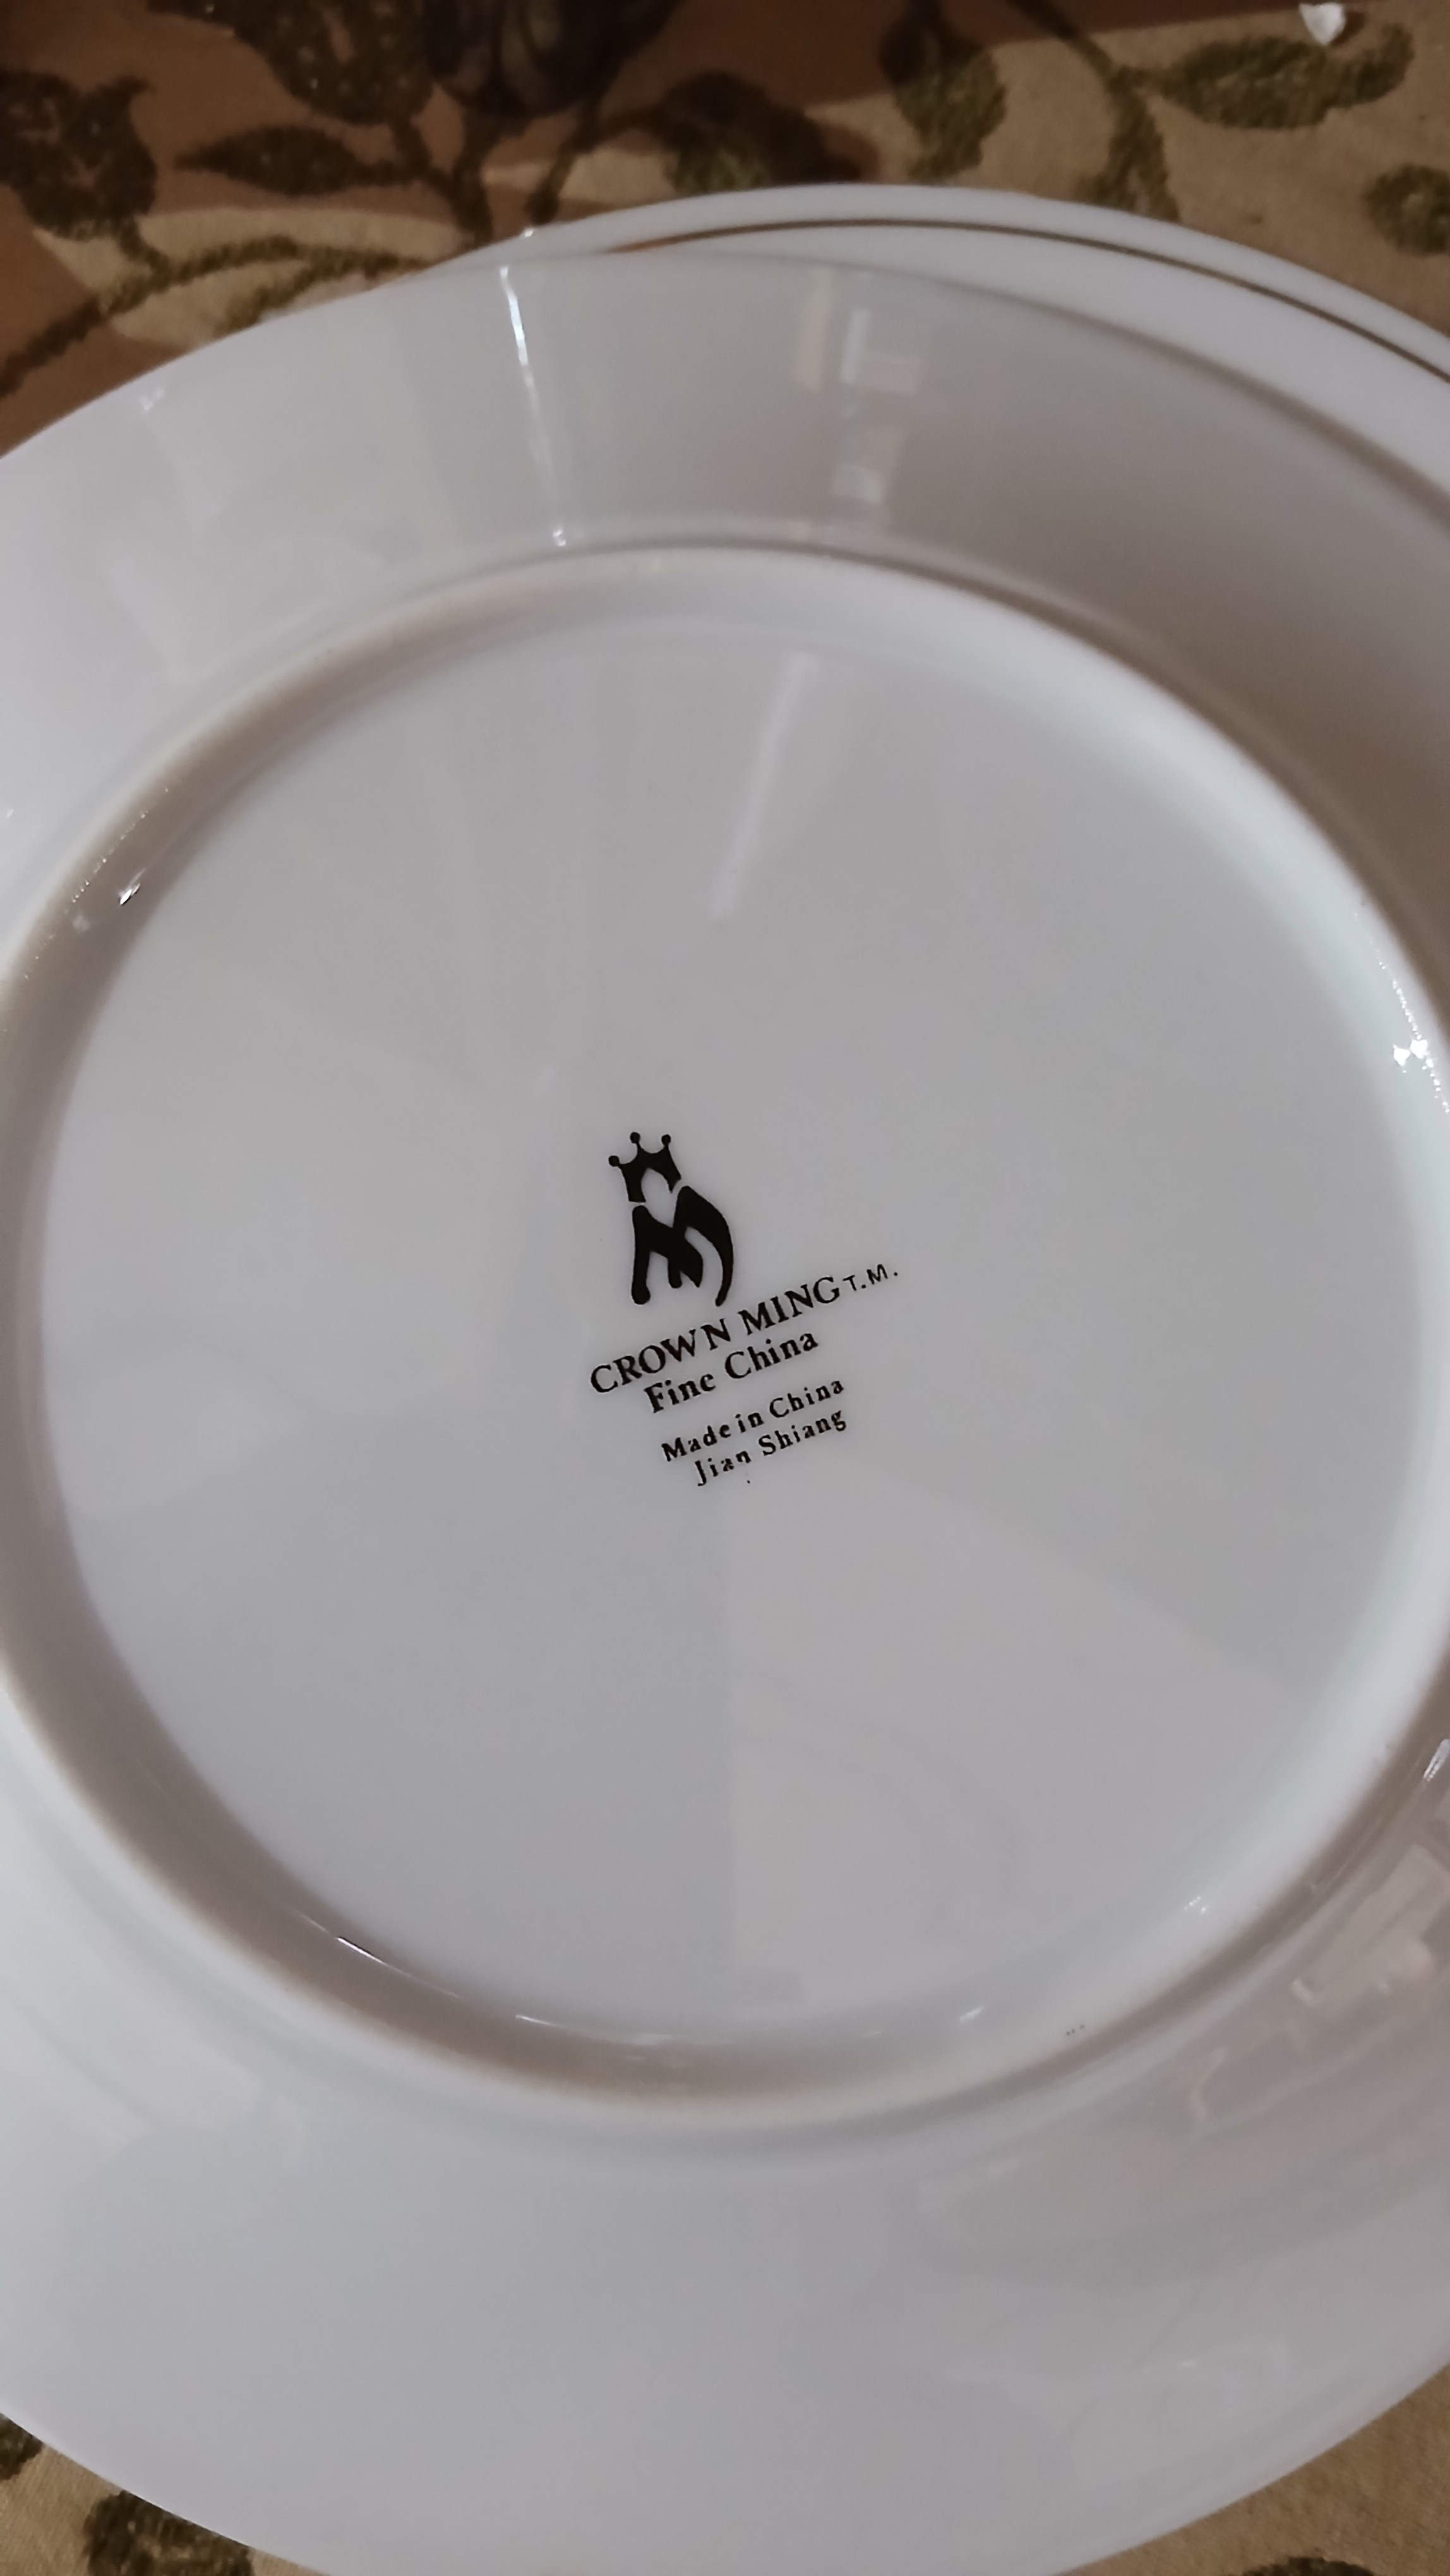 CROWN MING T.M.
Fine China
Made in China
Jian Shiang